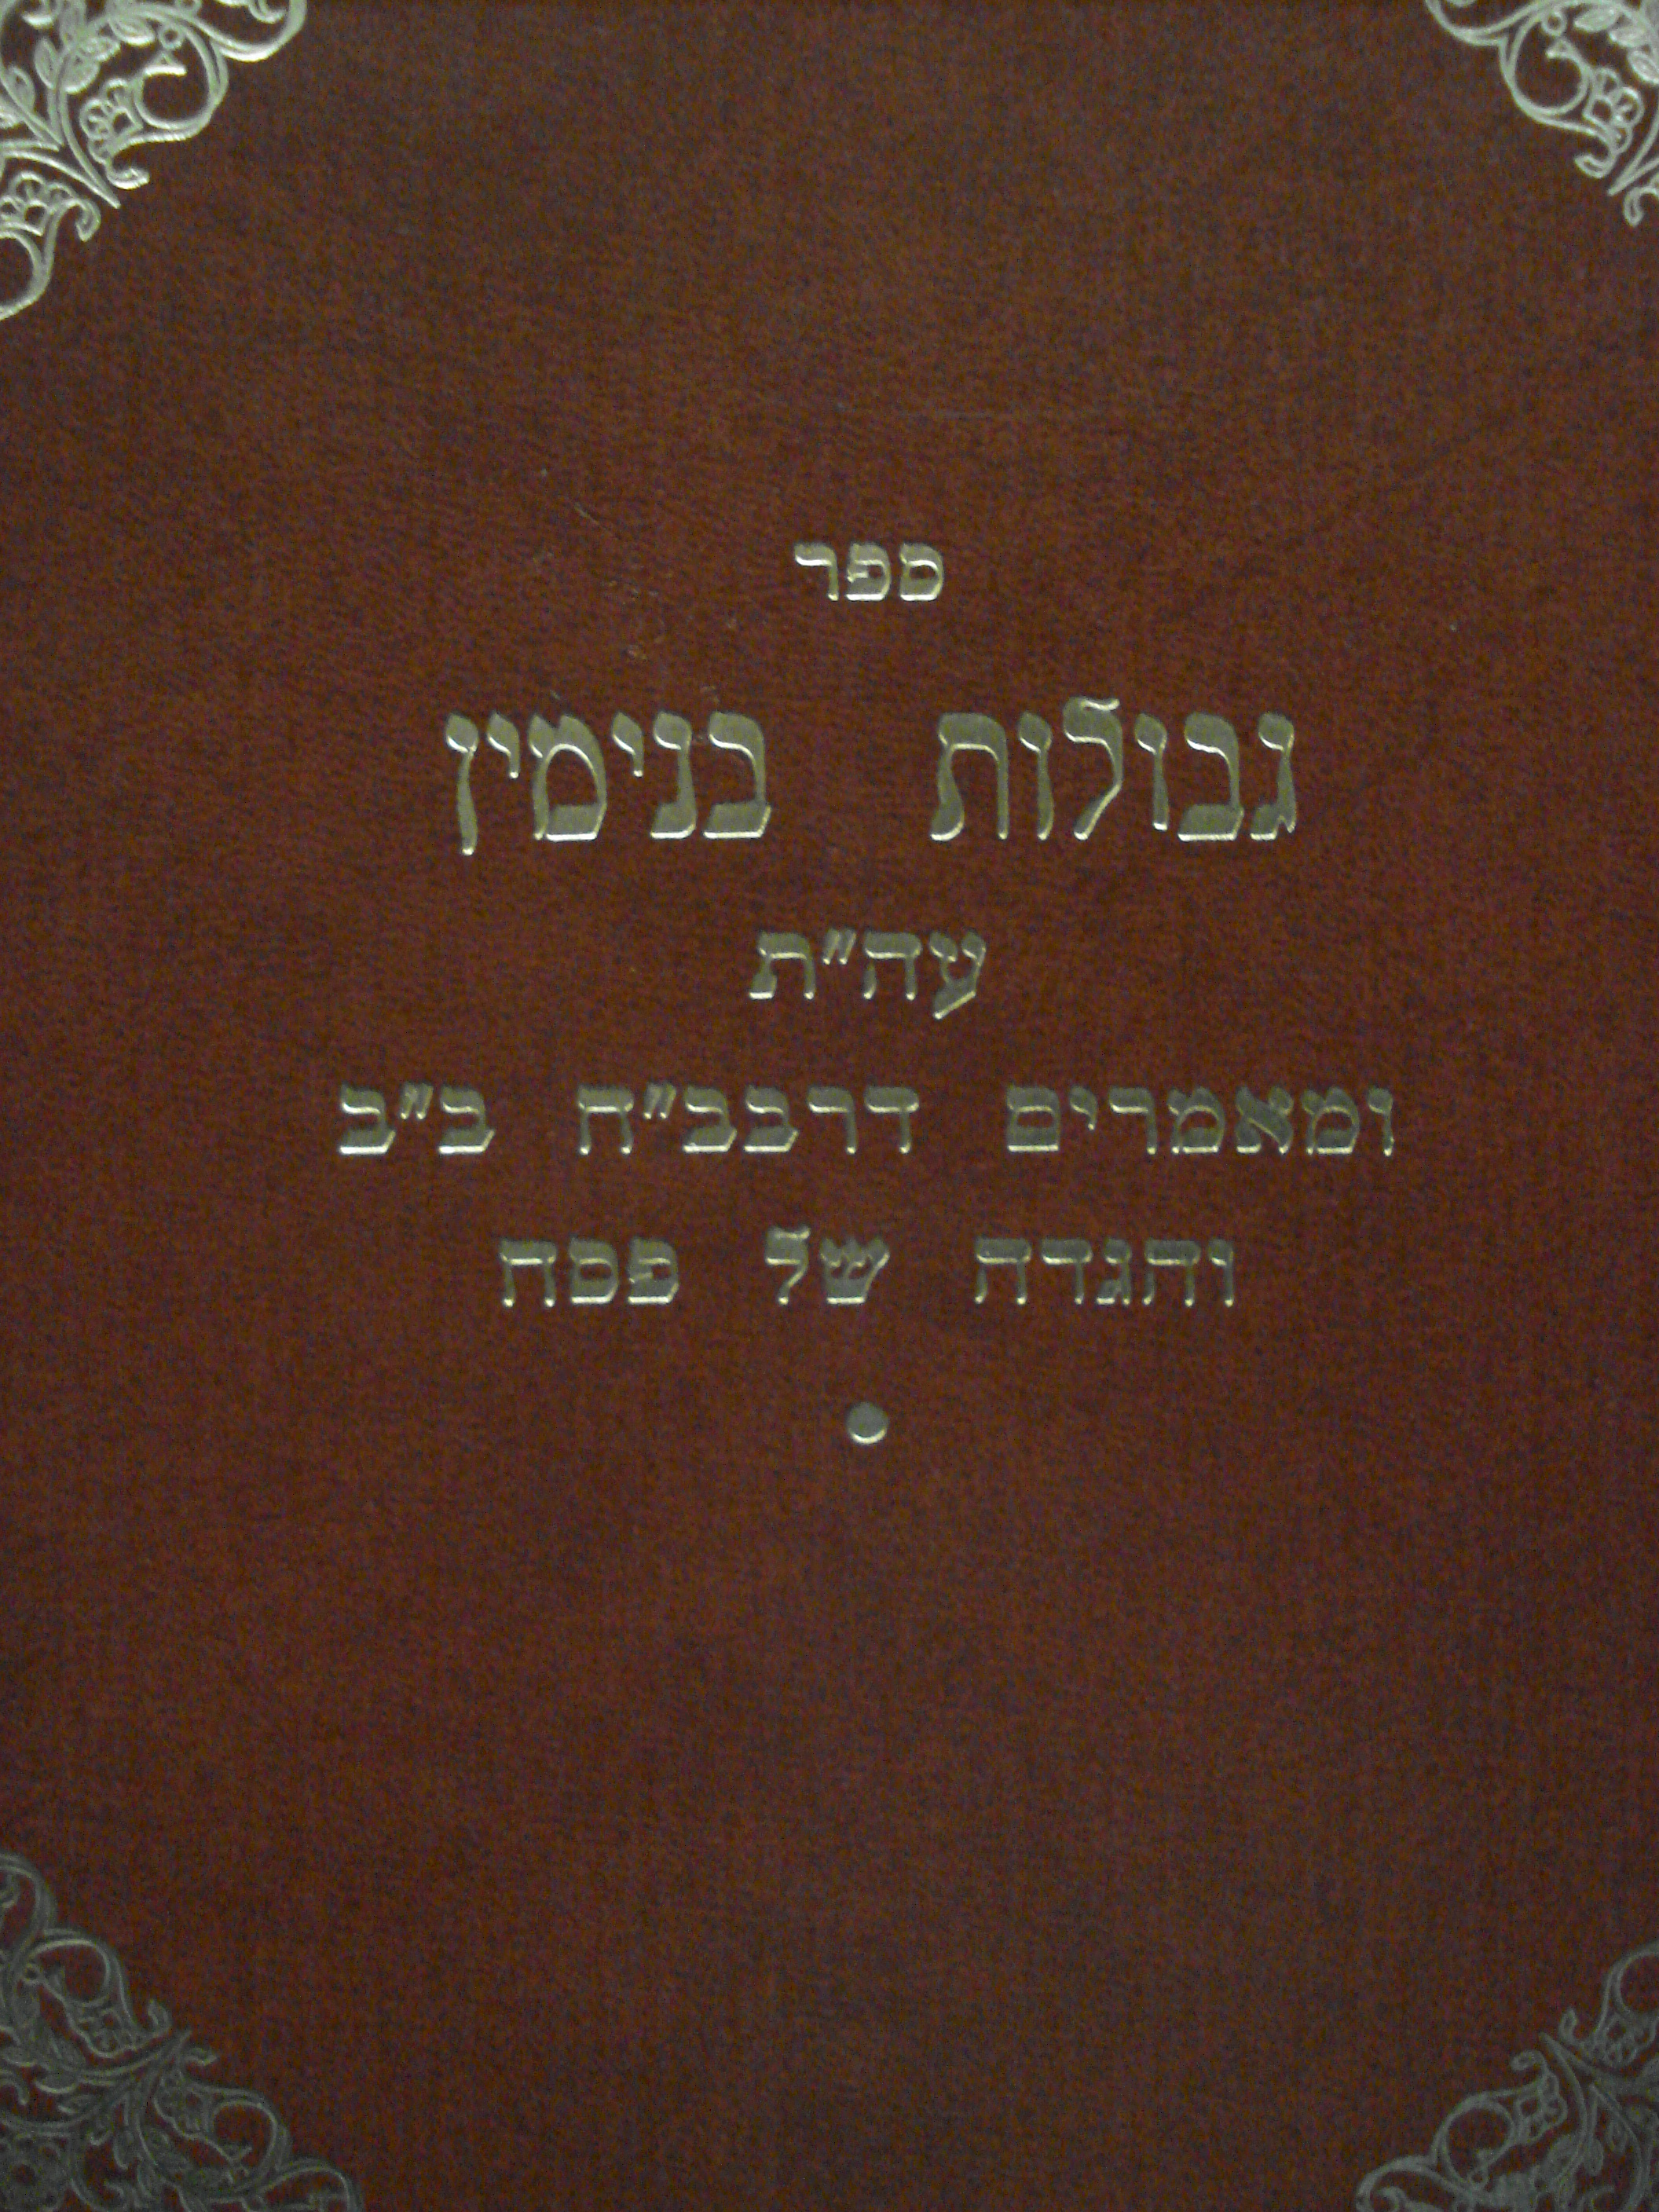 ספר
גבולות בנימין
עה"ת
ומאמרים דרבב"ח ב"ב
והגדה של פסח